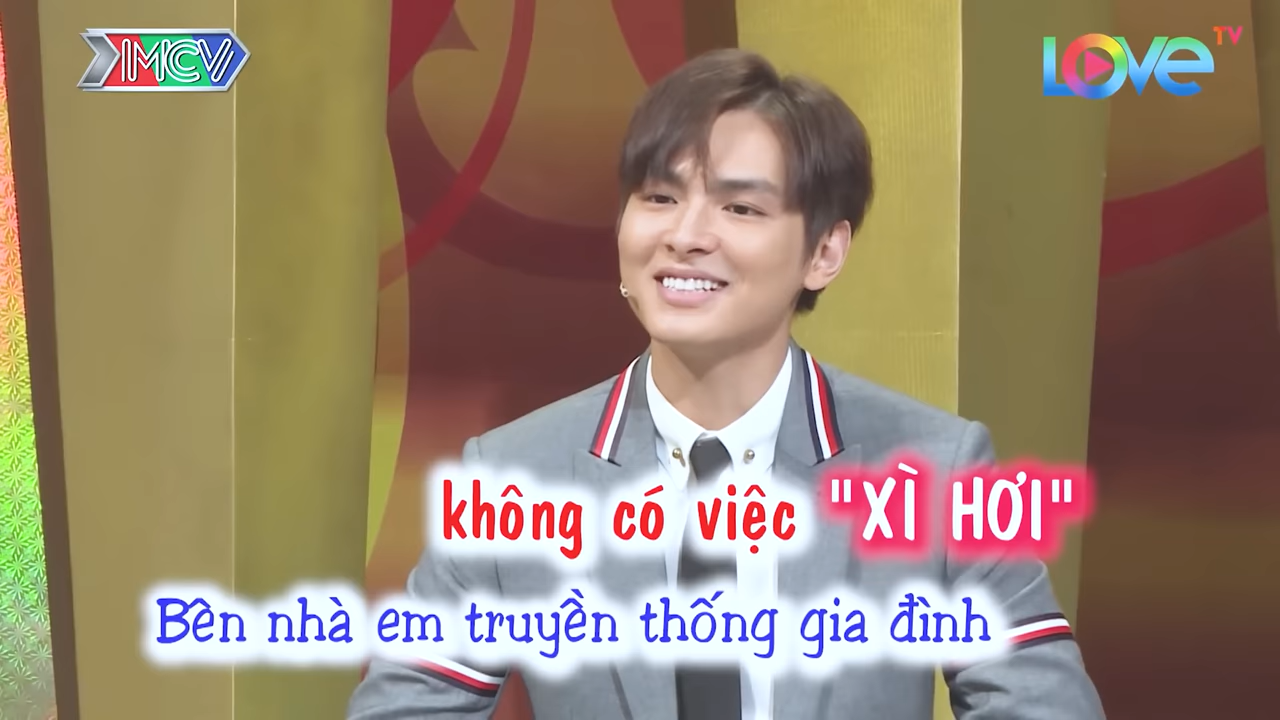 MCV
LOVE TV
không có việc "XÌ HƠI"
Bên nhà em truyền thống gia đình